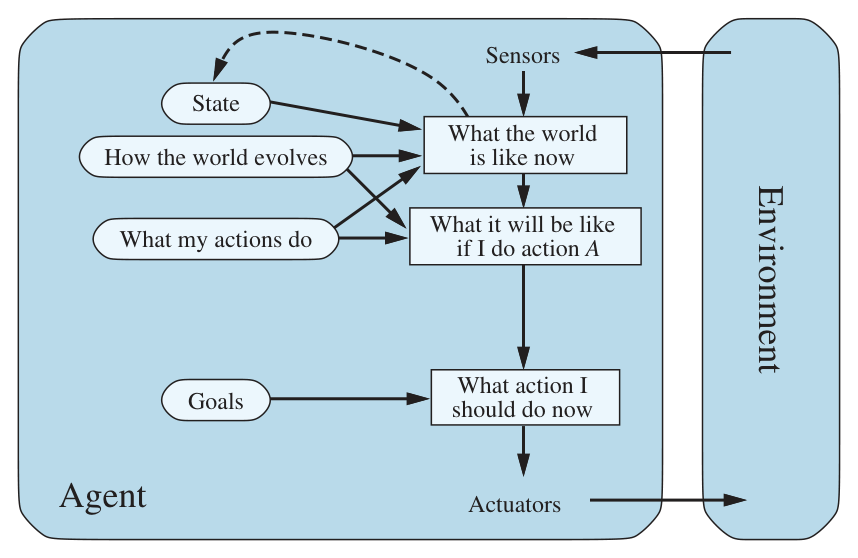 Sensors
State
What the world
is like now
How the world evolves
What my actions do
What it will be like
if I do action A
Environment
Goals
What action I
should do now
Agent
Actuators